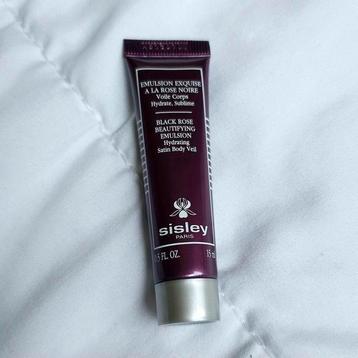 EMULSION EXQUISE
A LA ROSE NOIRE
Voile Corps
Hydrate, Sublime
BLACK ROSE
BEAUTIFYING
EMULSION
Hydrating
Satin Body Veil
sisley
PARIS
5 FL. OZ. 15 m